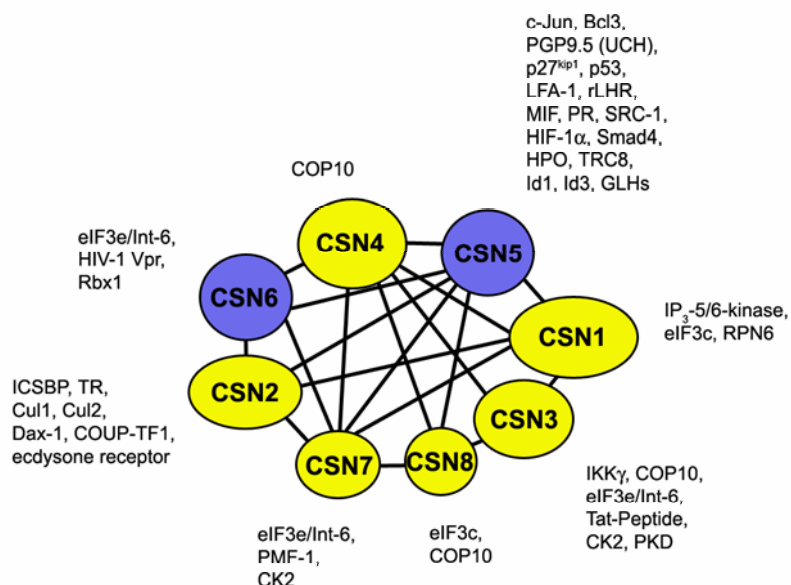 c-Jun, Bcl3,
PGP9.5 (UCH),
p27kip1, p53,
LFA-1, rLHR,
MIF, PR, SRC-1,
HIF-1α, Smad4,
HPO, TRC8,
Id1, Id3, GLHs
COP10
CSN4
CSN5
eIF3e/Int-6,
HIV-1 Vpr,
Rbx1
CSN6
CSN1
IP3-5/6-kinase,
eIF3c, RPN6
ICSBP, TR,
Cul1, Cul2,
Dax-1, COUP-TF1,
ecdysone receptor
CSN2
CSN3
CSN7
CSN8
IKKγ, COP10,
eIF3e/Int-6,
Tat-Peptide,
CK2, PKD
eIF3e/Int-6,
PMF-1,
CK2
eIF3c,
COP10